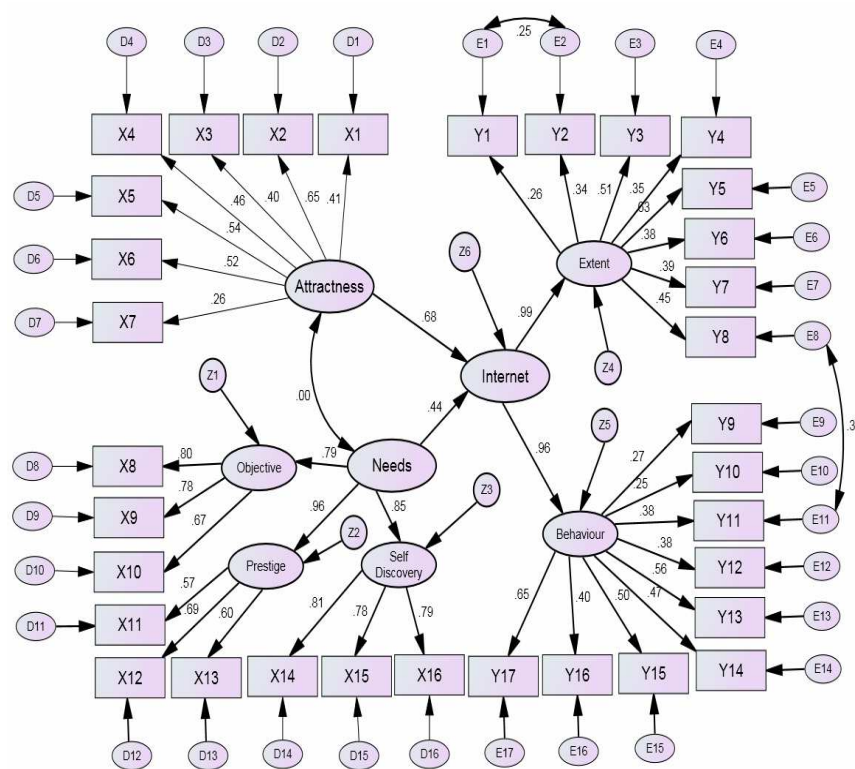 D4 D3 D2 D1 E1 .25 E2 E3 E4
X4 X3 X2 X1 Y1 Y2 Y3 Y4
D5 X5 .46 .40 .65 .41 .26 .34 .51 .35 .63 Y5 E5
D6 X6 .54 .52 Z6 Extent .38 Y6 E6
D7 X7 .26 Attractness .99 .39 Y7 E7
.68 .45 Y8 E8
Z1 .00 Internet Z4
.44 .3
D8 X8 .80 Objective .79 Needs .96 Z5 .27 Y9 E9
D9 X9 .78 .96 .85 Z3 .25 Y10 E10
D10 X10 .67 Z2 Behaviour .38 Y11 E11
Prestige Self
Discovery
.38 Y12 E12
D11 X11 .57 .69 .60 .81 .78 .79 .65 .40 .50 .47 .56 Y13 E13
X12 X13 X14 X15 X16 Y17 Y16 Y15 Y14 E14
D12 D13 D14 D15 D16 E17 E16 E15